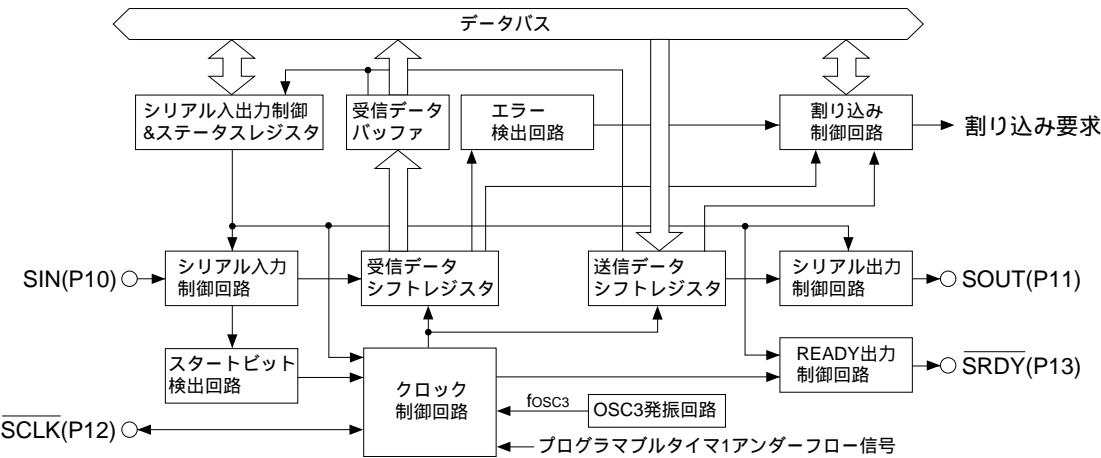 データバス
シリアル入出力制御
&ステータスレジスタ
受信データ
バッファ
エラー
検出回路
割り込み
制御回路
割り込み要求
SIN(P10)
シリアル入力
制御回路
受信データ
シフトレジスタ
送信データ
シフトレジスタ
シリアル出力
制御回路
SOUT(P11)
スタートビット
検出回路
クロック
制御回路
READY出力
制御回路
SRDY(P13)
fOSC3
OSC3発振回路
SCLK(P12)
プログラマブルタイマ1アンダーフロー信号